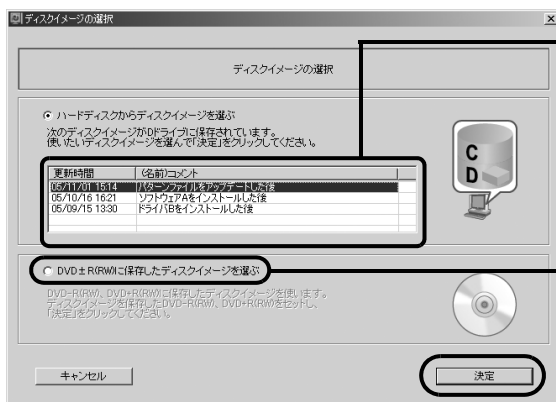 ディスクイメージの選択
ディスクイメージの選択
ハードディスクからディスクイメージを選ぶ
次のディスクイメージがDドライブに保存されています。
使いたいディスクイメージを選んで「決定」をクリックしてください。
更新時間 (名前)コメント
05/11/01 15:14 パターンファイルをアップデートした後
05/10/16 16:21 ソフトウェアAをインストールした後
05/09/15 13:30 ドライバBをインストールした後
C
D
DVD±R(RW)に保存したディスクイメージを選ぶ
DVD-R(RW)、DVD+R(RW)に保存したディスクイメージを使います。
ディスクイメージを保存したDVD-R(RW)、DVD+R(RW)をセットし、
「決定」をクリックしてください。
キャンセル 決定